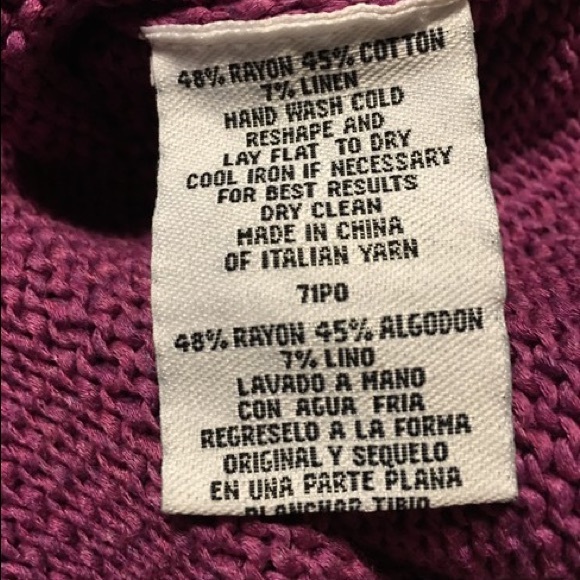 48% RAYON 45% COTTON
7% LINEN
HAND WASH COLD
RESHAPE AND
LAY FLAT TO DRY
COOL IRON IF NECESSARY
FOR BEST RESULTS
DRY CLEAN
MADE IN CHINA
OF ITALIAN YARN
71PO
48% RAYON 45% ALGODON
7% LINO
LAVADO A MANO
CON AGUA FRIA
REGRESELO A LA FORMA
ORIGINAL Y SEQUELO
EN UNA PARTE PLANA
PLANCHAR TIBIO